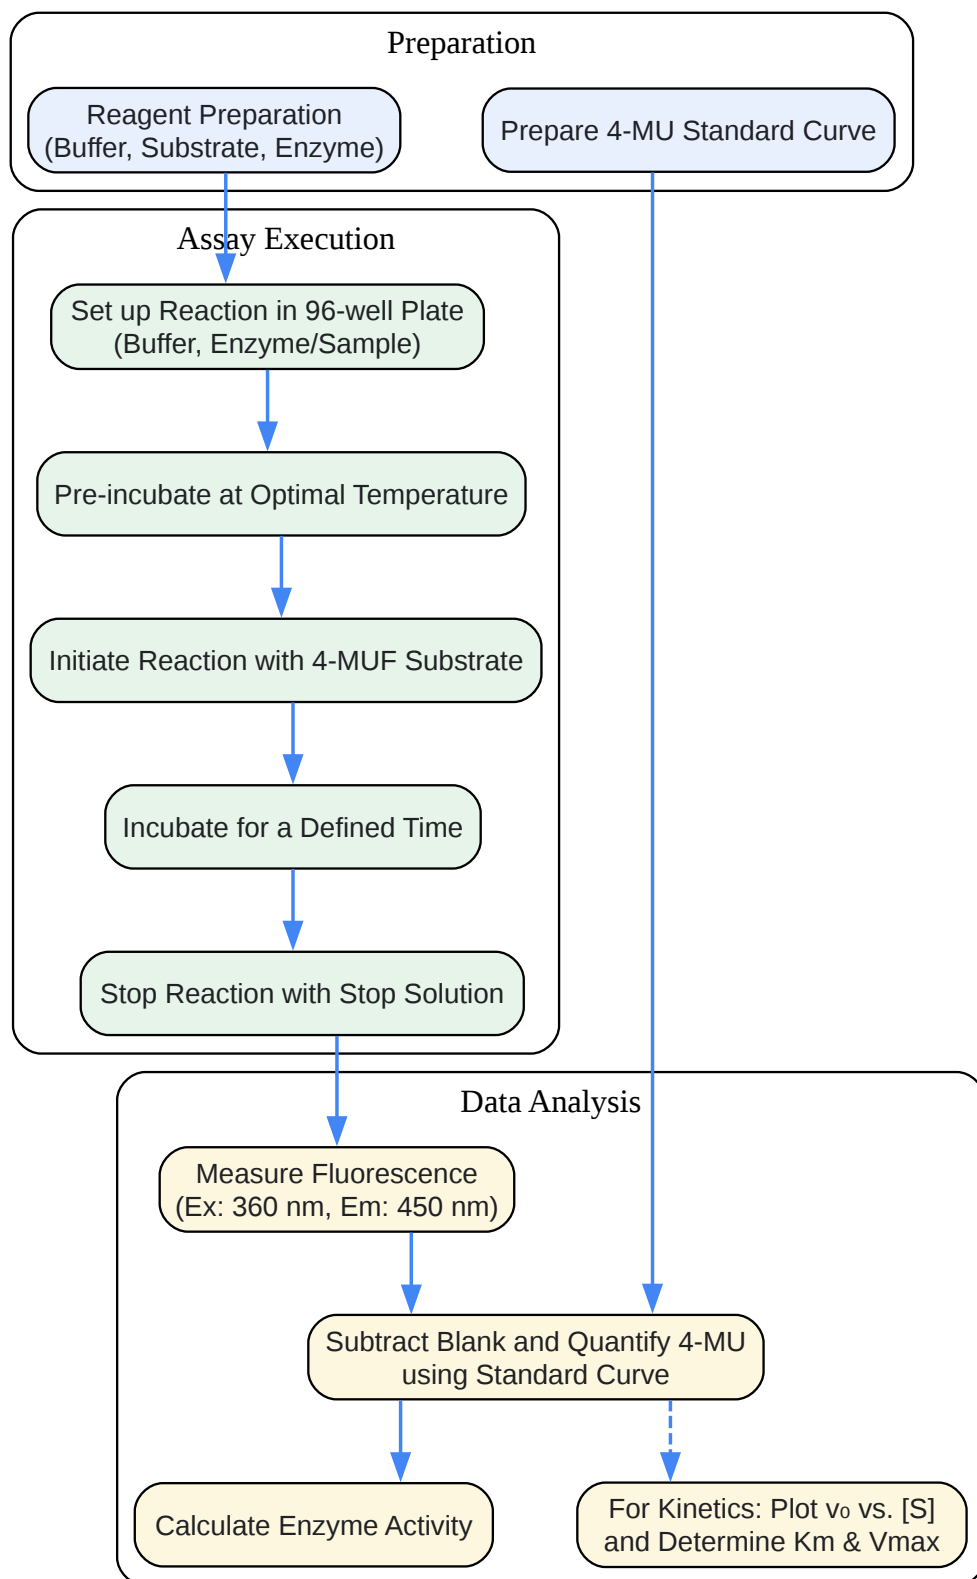 Preparation
Reagent Preparation
(Buffer, Substrate, Enzyme)
Prepare 4-MU Standard Curve
Assay Execution
Set up Reaction in 96-well Plate
(Buffer, Enzyme/Sample)
Pre-incubate at Optimal Temperature
Initiate Reaction with 4-MUF Substrate
Incubate for a Defined Time
Stop Reaction with Stop Solution
Data Analysis
Measure Fluorescence
(Ex: 360 nm, Em: 450 nm)
Subtract Blank and Quantify 4-MU
using Standard Curve
Calculate Enzyme Activity
For Kinetics: Plot v₀ vs. [S]
and Determine Km & Vmax